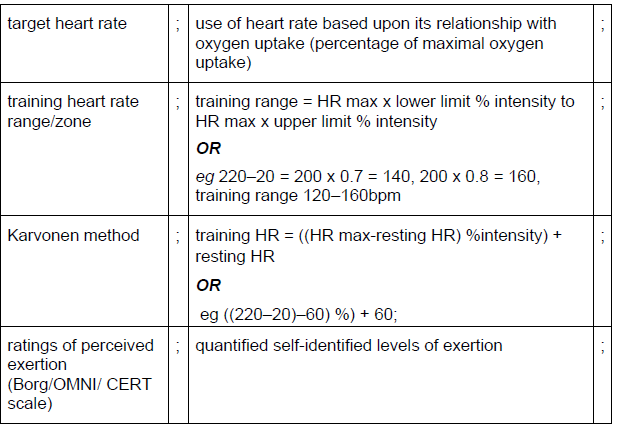 target heart rate ; use of heart rate based upon its relationship with ;
oxygen uptake (percentage of maximal oxygen
uptake)
training heart rate ; training range = HR max x lower limit % intensity to ;
range/zone HR max x upper limit % intensity
OR
eg 220–20 = 200 x 0.7 = 140, 200 x 0.8 = 160,
training range 120–160bpm
Karvonen method ; training HR = ((HR max-resting HR) %intensity) + ;
resting HR
OR
eg ((220–20)–60) %) + 60;
ratings of perceived ; quantified self-identified levels of exertion ;
exertion
(Borg/OMNI/ CERT
scale)